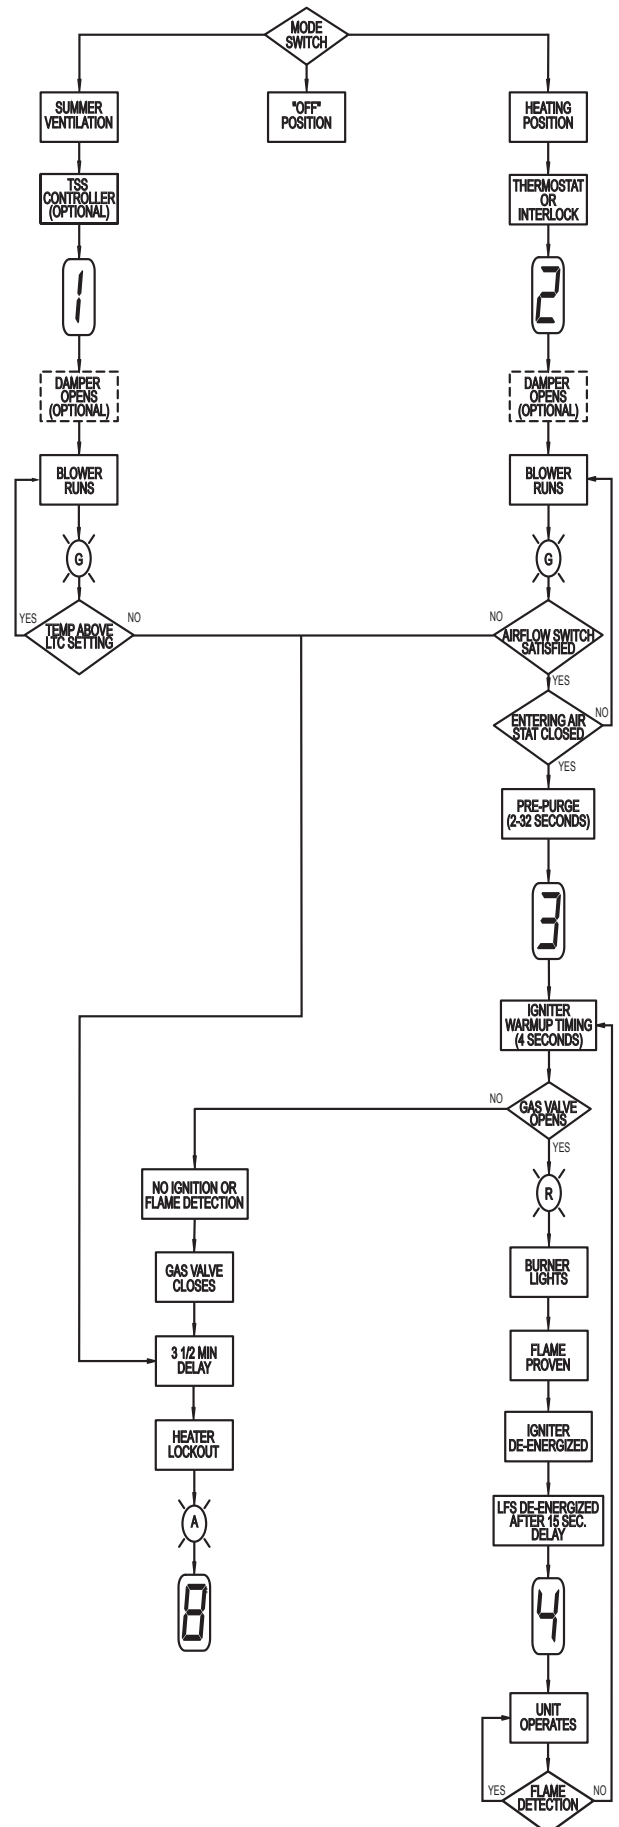 MODE
SWITCH
SUMMER
VENTILATION
"OFF"
POSITION
HEATING
POSITION
TSS
CONTROLLER
(OPTIONAL)
THERMOSTAT
OR
INTERLOCK
1
2
DAMPER
OPENS
(OPTIONAL)
DAMPER
OPENS
(OPTIONAL)
BLOWER
RUNS
BLOWER
RUNS
G
G
YES
TEMP ABOVE
LTC SETTING
NO
NO
AIRFLOW SWITCH
SATISFIED
YES
ENTERING AIR
STAT CLOSED
NO
YES
PRE-PURGE
(2-32 SECONDS)
3
IGNITER
WARMUP TIMING
(4 SECONDS)
NO
GAS VALVE
OPENS
YES
NO IGNITION OR
FLAME DETECTION
R
GAS VALVE
CLOSES
BURNER
LIGHTS
3 1/2 MIN
DELAY
FLAME
PROVEN
HEATER
LOCKOUT
IGNITER
DE-ENERGIZED
A
LFS DE-ENERGIZED
AFTER 15 SEC.
DELAY
8
4
UNIT
OPERATES
YES
FLAME
DETECTION
NO